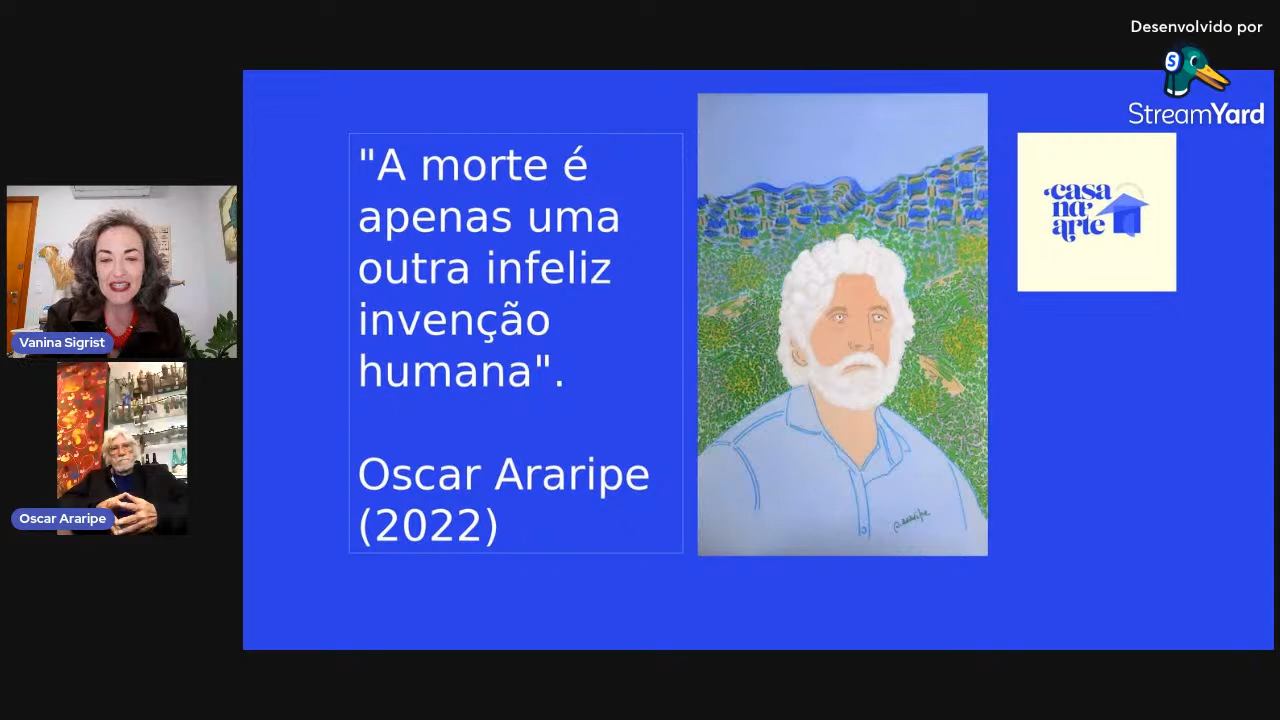 Desenvolvido por
StreamYard
"A morte é
apenas uma
outra infeliz
invenção
humana".
Oscar Araripe
(2022)
casa
na
arte
o.araripe
Vanina Sigrist
Oscar Araripe